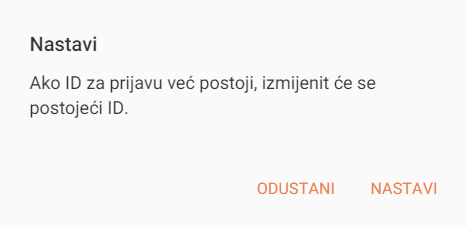 Nastavi
Ako ID za prijavu već postoji, izmijenit će se
postojeći ID.
ODUSTANI NASTAVI